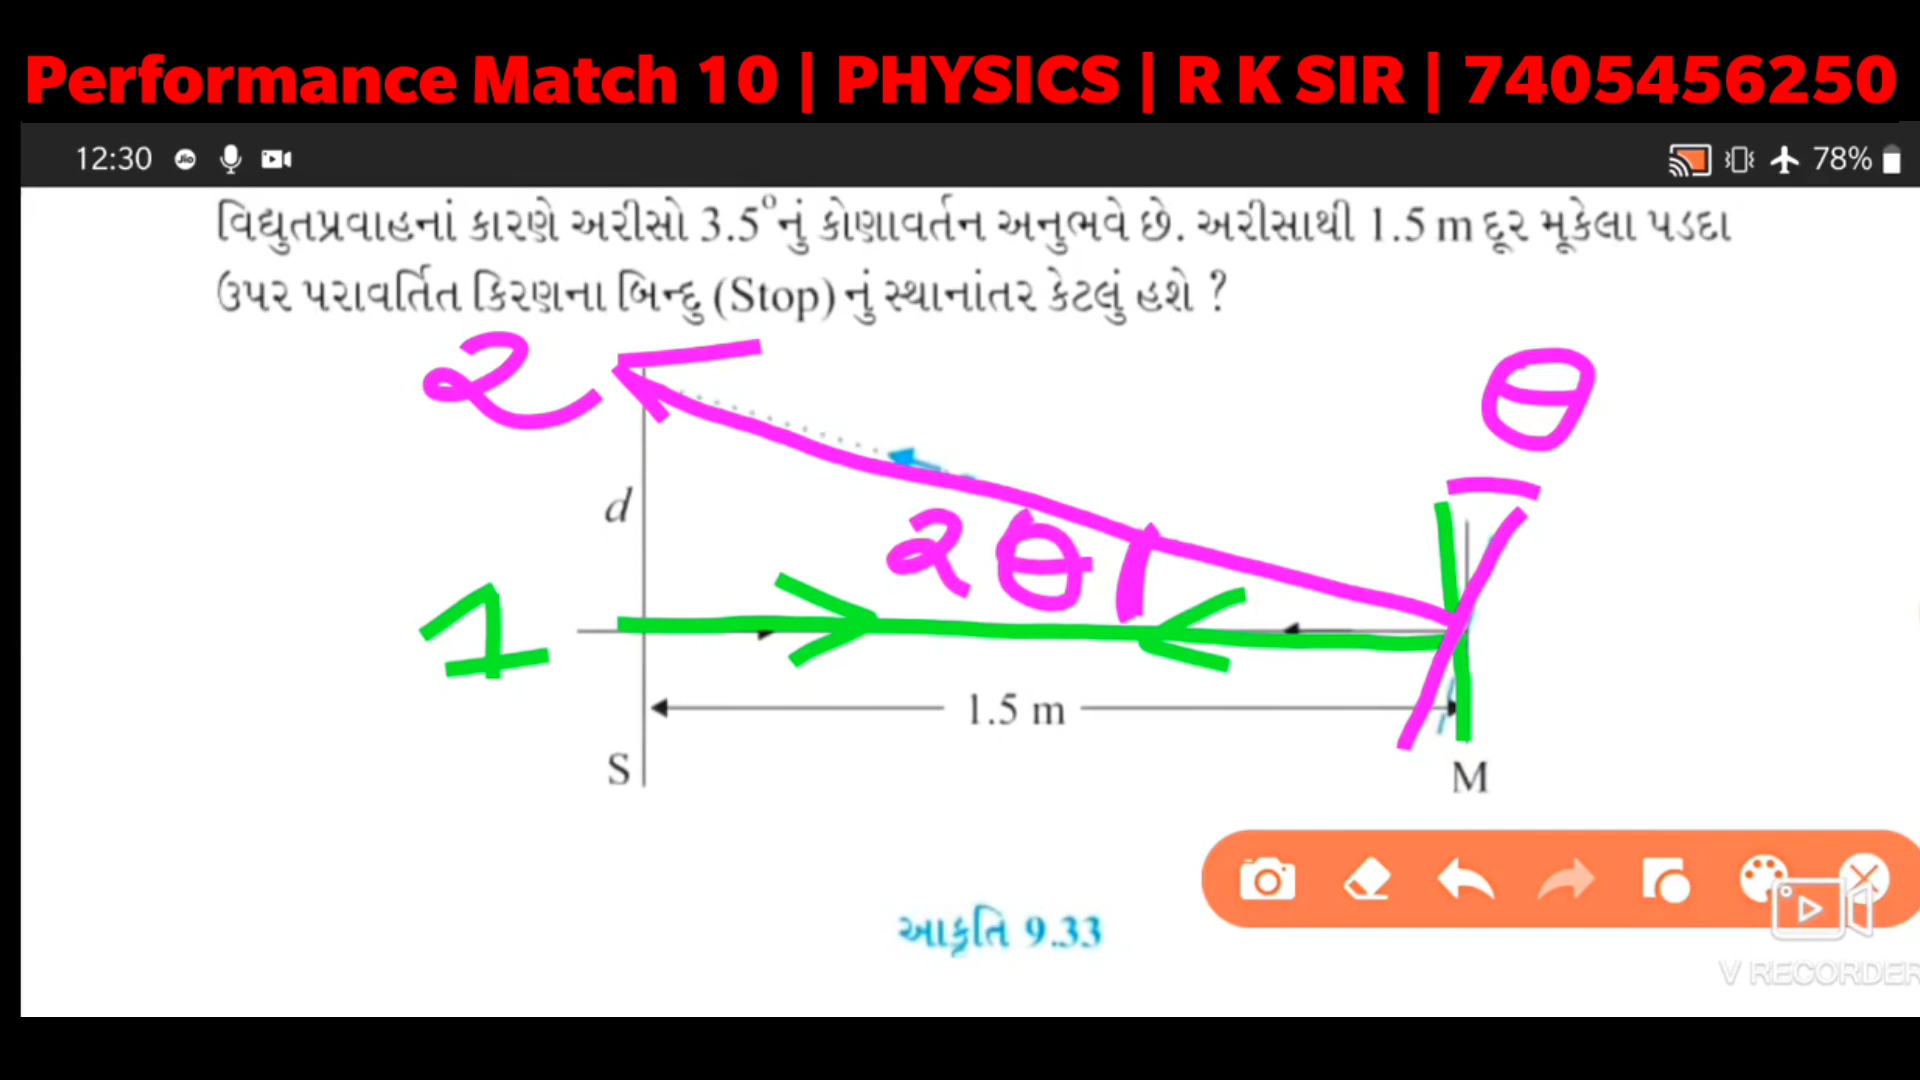 Performance Match 10 | PHYSICS | R K SIR | 7405456250
12:30 Jio 78%
વિદ્યુતપ્રવાહનાં કારણે અરીસો 3.5°નું કોણાવર્તન અનુભવે છે. અરીસાથી 1.5 m દૂર મૂકેલા પડદા
ઉપર પરાવર્તિત કિરણના બિન્દુ (Stop) નું સ્થાનાંતર કેટલું હશે ?
2
θ
d
2θ
1
1.5 m
S
M
આકૃતિ 9.33
V RECORDER